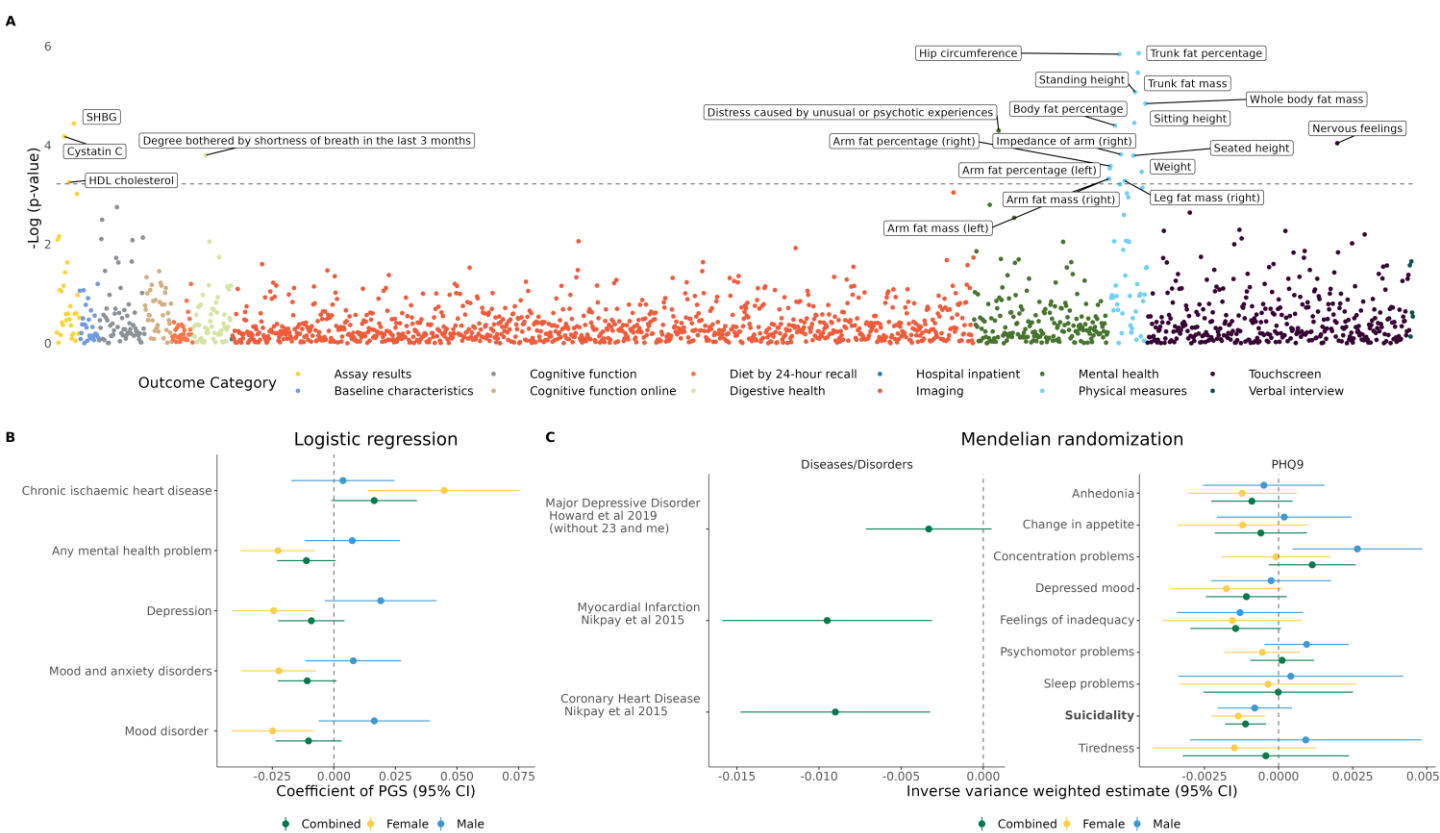 A
6
4
2
0
-Log (p-value)
SHBG
Cystatin C
HDL cholesterol
Degree bothered by shortness of breath in the last 3 months
Hip circumference
Trunk fat percentage
Standing height
Trunk fat mass
Whole body fat mass
Distress caused by unusual or psychotic experiences
Body fat percentage
Sitting height
Nervous feelings
Arm fat percentage (right)
Impedance of arm (right)
Seated height
Arm fat percentage (left)
Weight
Arm fat mass (right)
Leg fat mass (right)
Arm fat mass (left)
Outcome Category
Assay results
Cognitive function
Diet by 24-hour recall
Hospital inpatient
Mental health
Touchscreen
Baseline characteristics
Cognitive function online
Digestive health
Imaging
Physical measures
Verbal interview
B
Logistic regression
Chronic ischaemic heart disease
Any mental health problem
Depression
Mood and anxiety disorders
Mood disorder
-0.025
0.000
0.025
0.050
0.075
Coefficient of PGS (95% CI)
Combined
Female
Male
C
Mendelian randomization
Diseases/Disorders
Major Depressive Disorder
Howard et al 2019
(without 23 and me)
Myocardial Infarction
Nikpay et al 2015
Coronary Heart Disease
Nikpay et al 2015
-0.015
-0.010
-0.005
0.000
PHQ9
Anhedonia
Change in appetite
Concentration problems
Depressed mood
Feelings of inadequacy
Psychomotor problems
Sleep problems
Suicidality
Tiredness
-0.0025
0.0000
0.0025
0.005
Inverse variance weighted estimate (95% CI)
Combined
Female
Male